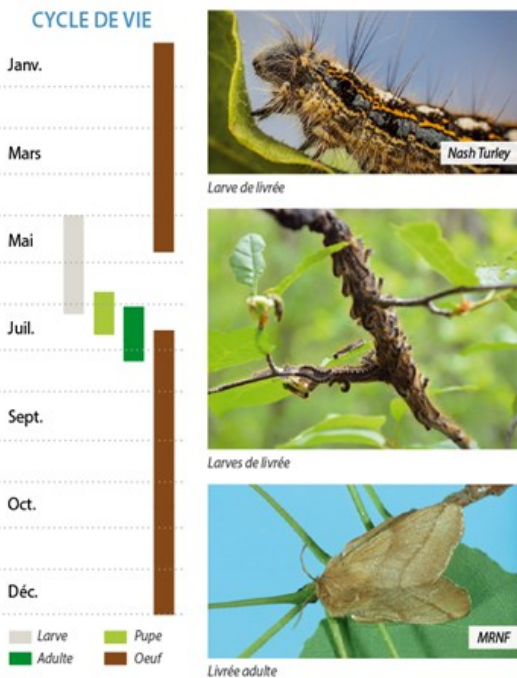 CYCLE DE VIE
Janv.
Mars
Mai
Juil.
Sept.
Oct.
Déc.
Larve
Pupe
Adulte
Oeuf
Nash Turley
Larve de livrée
Larves de livrée
MRNF
Livrée adulte